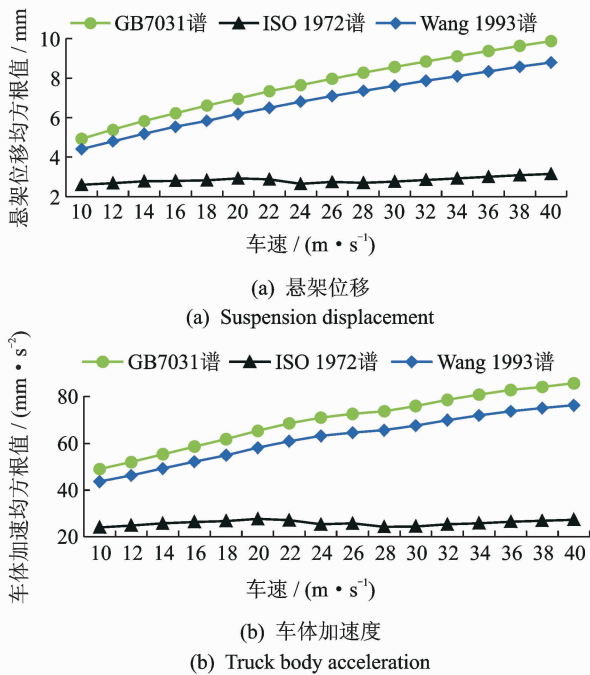 GB7031谱 ISO 1972谱 Wang 1993谱
悬架位移均方根值 / mm
10
8
6
4
2
10 12 14 16 18 20 22 24 26 28 30 32 34 36 38 40
车速 / (m·s⁻¹)
(a) 悬架位移
(a) Suspension displacement
GB7031谱 ISO 1972谱 Wang 1993谱
车体加速均方根值 / (mm·s⁻²)
80
60
40
20
10 12 14 16 18 20 22 24 26 28 30 32 34 36 38 40
车速 / (m·s⁻¹)
(b) 车体加速度
(b) Truck body acceleration